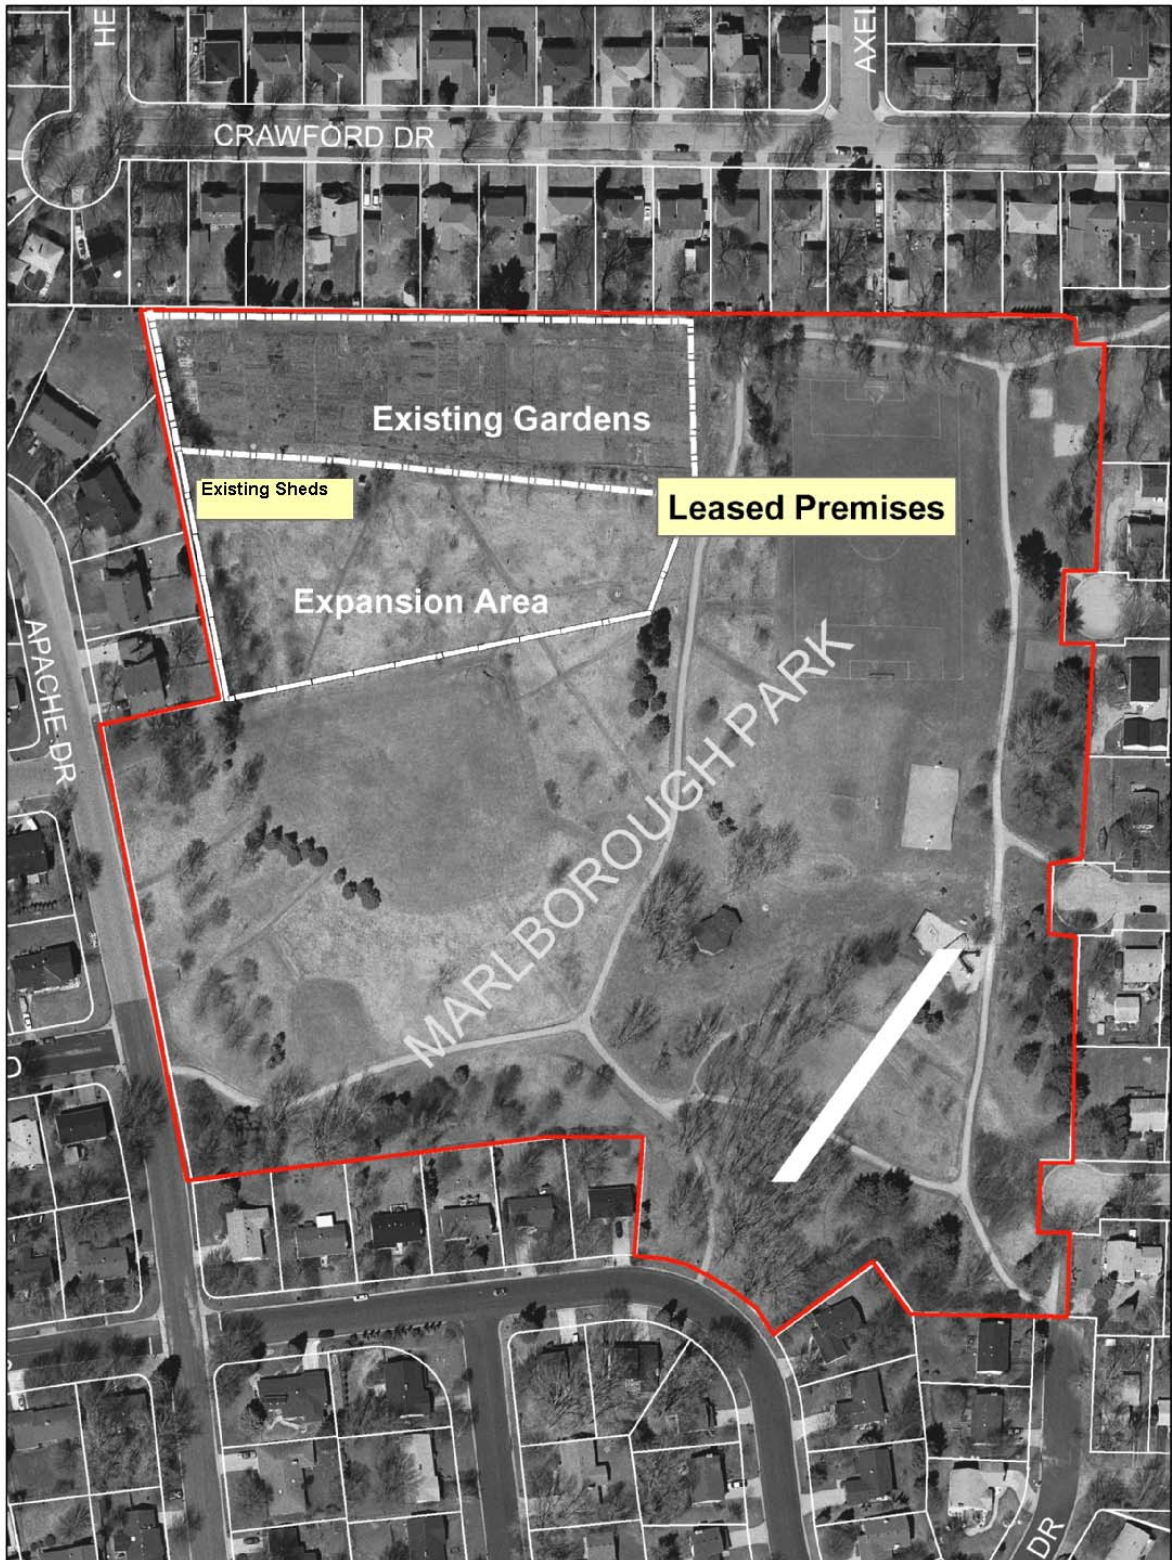 HE
AXEL
CRAWFORD DR
Existing Gardens
Existing Sheds
Leased Premises
Expansion Area
APACHE DR
MARLBOROUGH PARK
DR